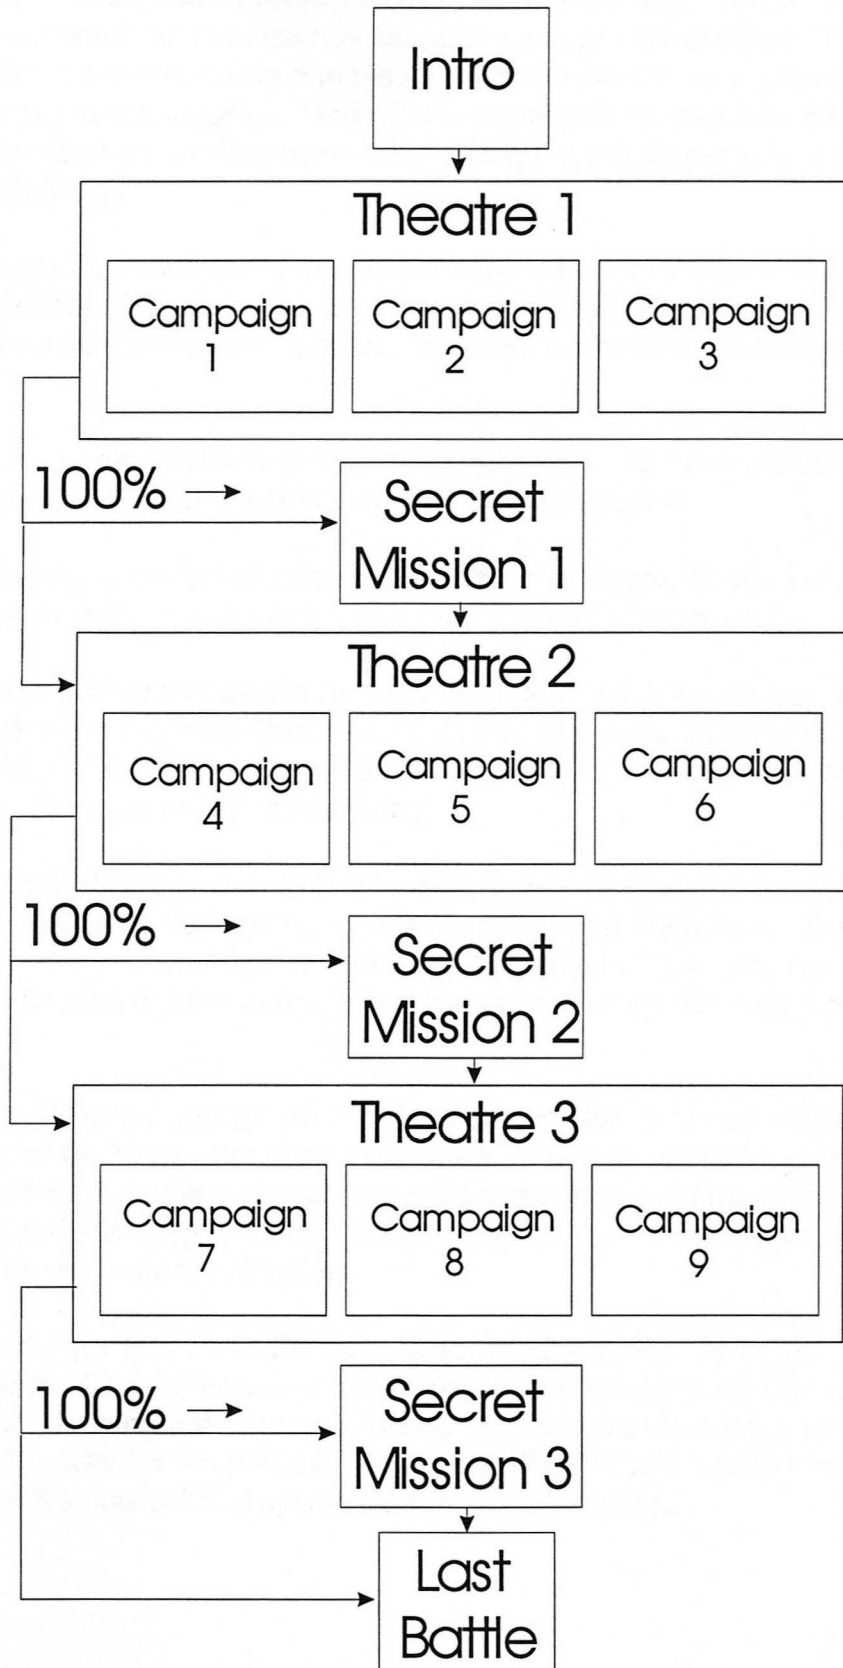 Intro
Theatre 1
Campaign
1
Campaign
2
Campaign
3
100%
Secret
Mission 1
Theatre 2
Campaign
4
Campaign
5
Campaign
6
100%
Secret
Mission 2
Theatre 3
Campaign
7
Campaign
8
Campaign
9
100%
Secret
Mission 3
Last
Battle